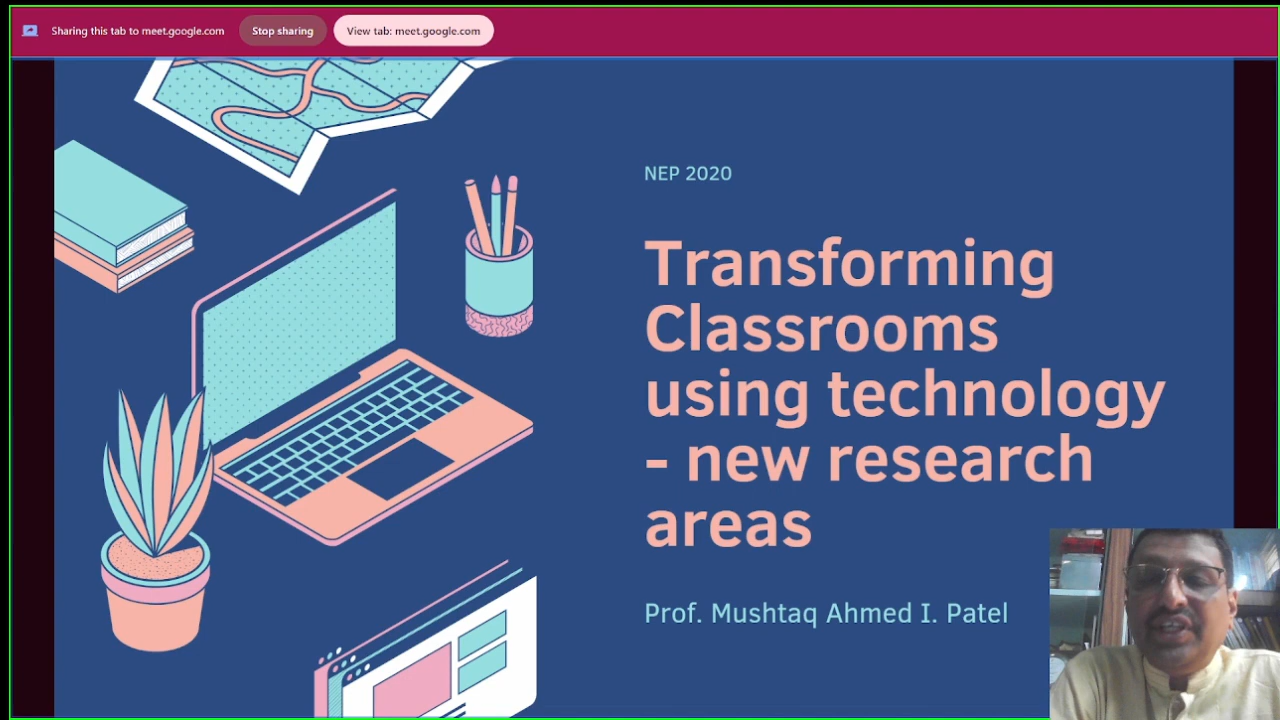 Sharing this tab to meet.google.com
Stop sharing
View tab: meet.google.com
NEP 2020
Transforming
Classrooms
using technology
- new research
areas
Prof. Mushtaq Ahmed I. Patel